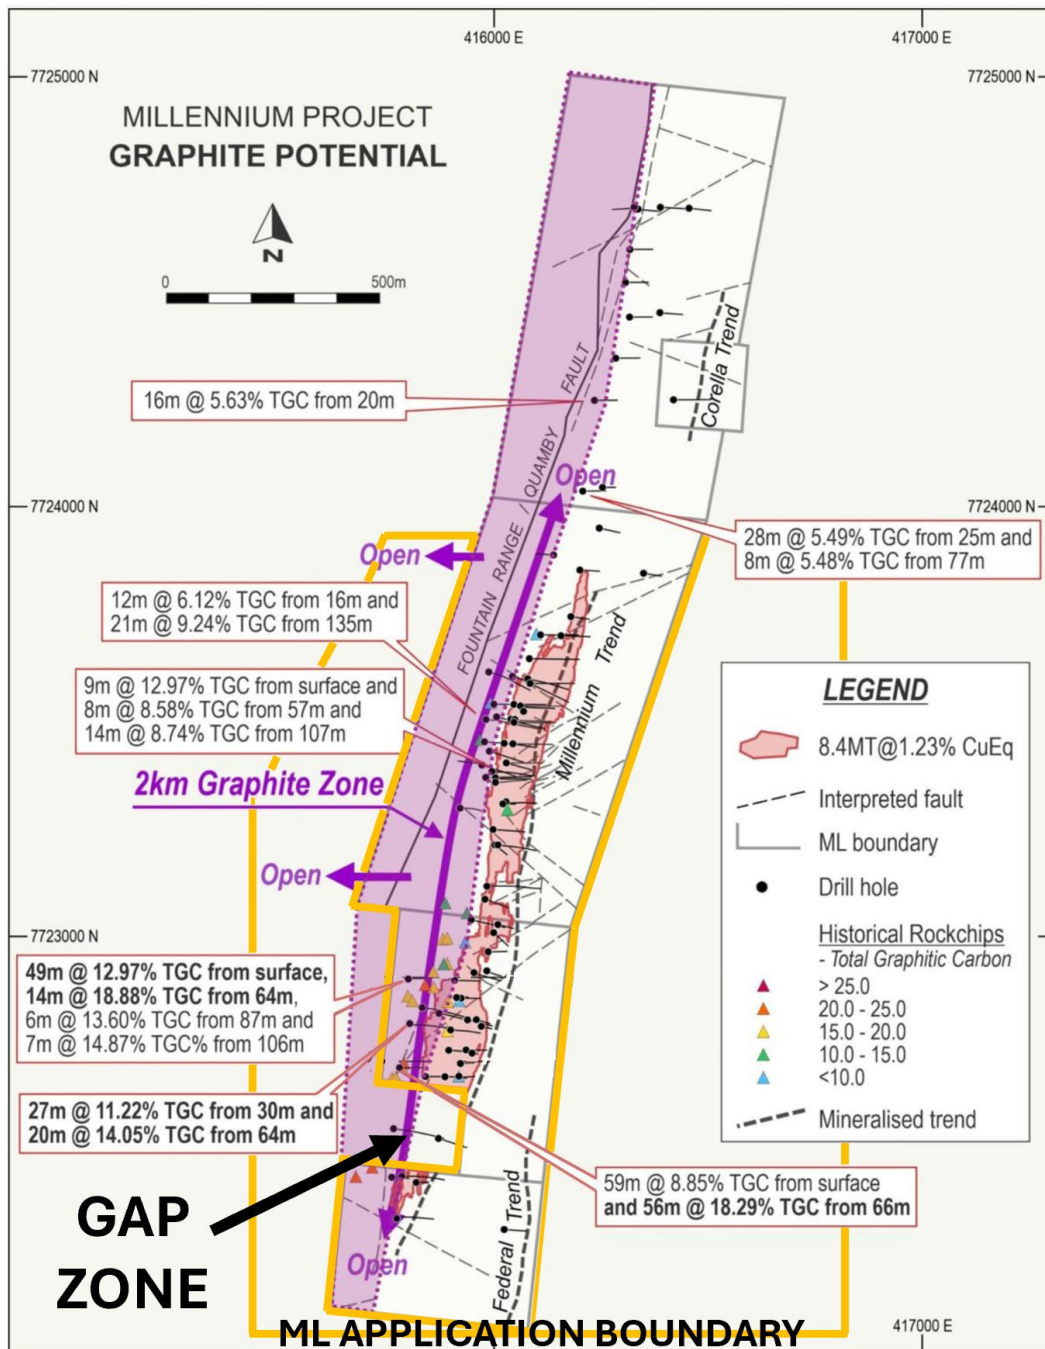 416000 E
417000 E
7725000 N
7725000 N
MILLENNIUM PROJECT
GRAPHITE POTENTIAL
N
0
500m
Corella Trend
FOUNTAIN RANGE / QUAMBY FAULT
16m @ 5.63% TGC from 20m
Open
7724000 N
7724000 N
28m @ 5.49% TGC from 25m and
8m @ 5.48% TGC from 77m
Open
12m @ 6.12% TGC from 16m and
21m @ 9.24% TGC from 135m
Millennium Trend
9m @ 12.97% TGC from surface and
8m @ 8.58% TGC from 57m and
14m @ 8.74% TGC from 107m
2km Graphite Zone
Open
LEGEND
8.4MT@1.23% CuEq
Interpreted fault
ML boundary
Drill hole
Historical Rockchips
- Total Graphitic Carbon
> 25.0
20.0 - 25.0
15.0 - 20.0
10.0 - 15.0
<10.0
Mineralised trend
7723000 N
49m @ 12.97% TGC from surface,
14m @ 18.88% TGC from 64m,
6m @ 13.60% TGC from 87m and
7m @ 14.87% TGC% from 106m
27m @ 11.22% TGC from 30m and
20m @ 14.05% TGC from 64m
59m @ 8.85% TGC from surface
and 56m @ 18.29% TGC from 66m
GAP
ZONE
Federal Trend
Open
ML APPLICATION BOUNDARY
417000 E